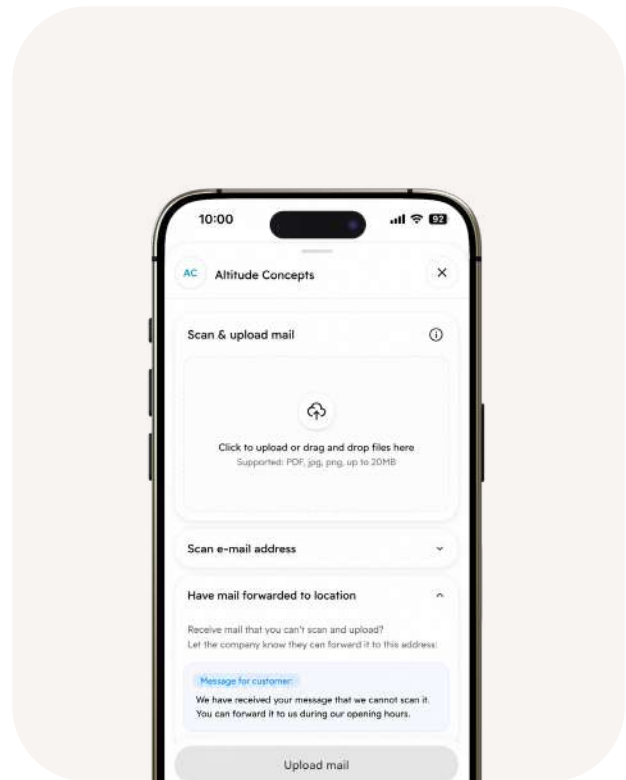 10:00
92
AC
Altitude Concepts
Scan & upload mail
Click to upload or drag and drop files here
Supported: PDF, jpg, png, up to 20MB
Scan e-mail address
Have mail forwarded to location
Receive mail that you can't scan and upload?
Let the company know they can forward it to this address:
Message for customer:
We have received your message that we cannot scan it.
You can forward it to us during our opening hours.
Upload mail